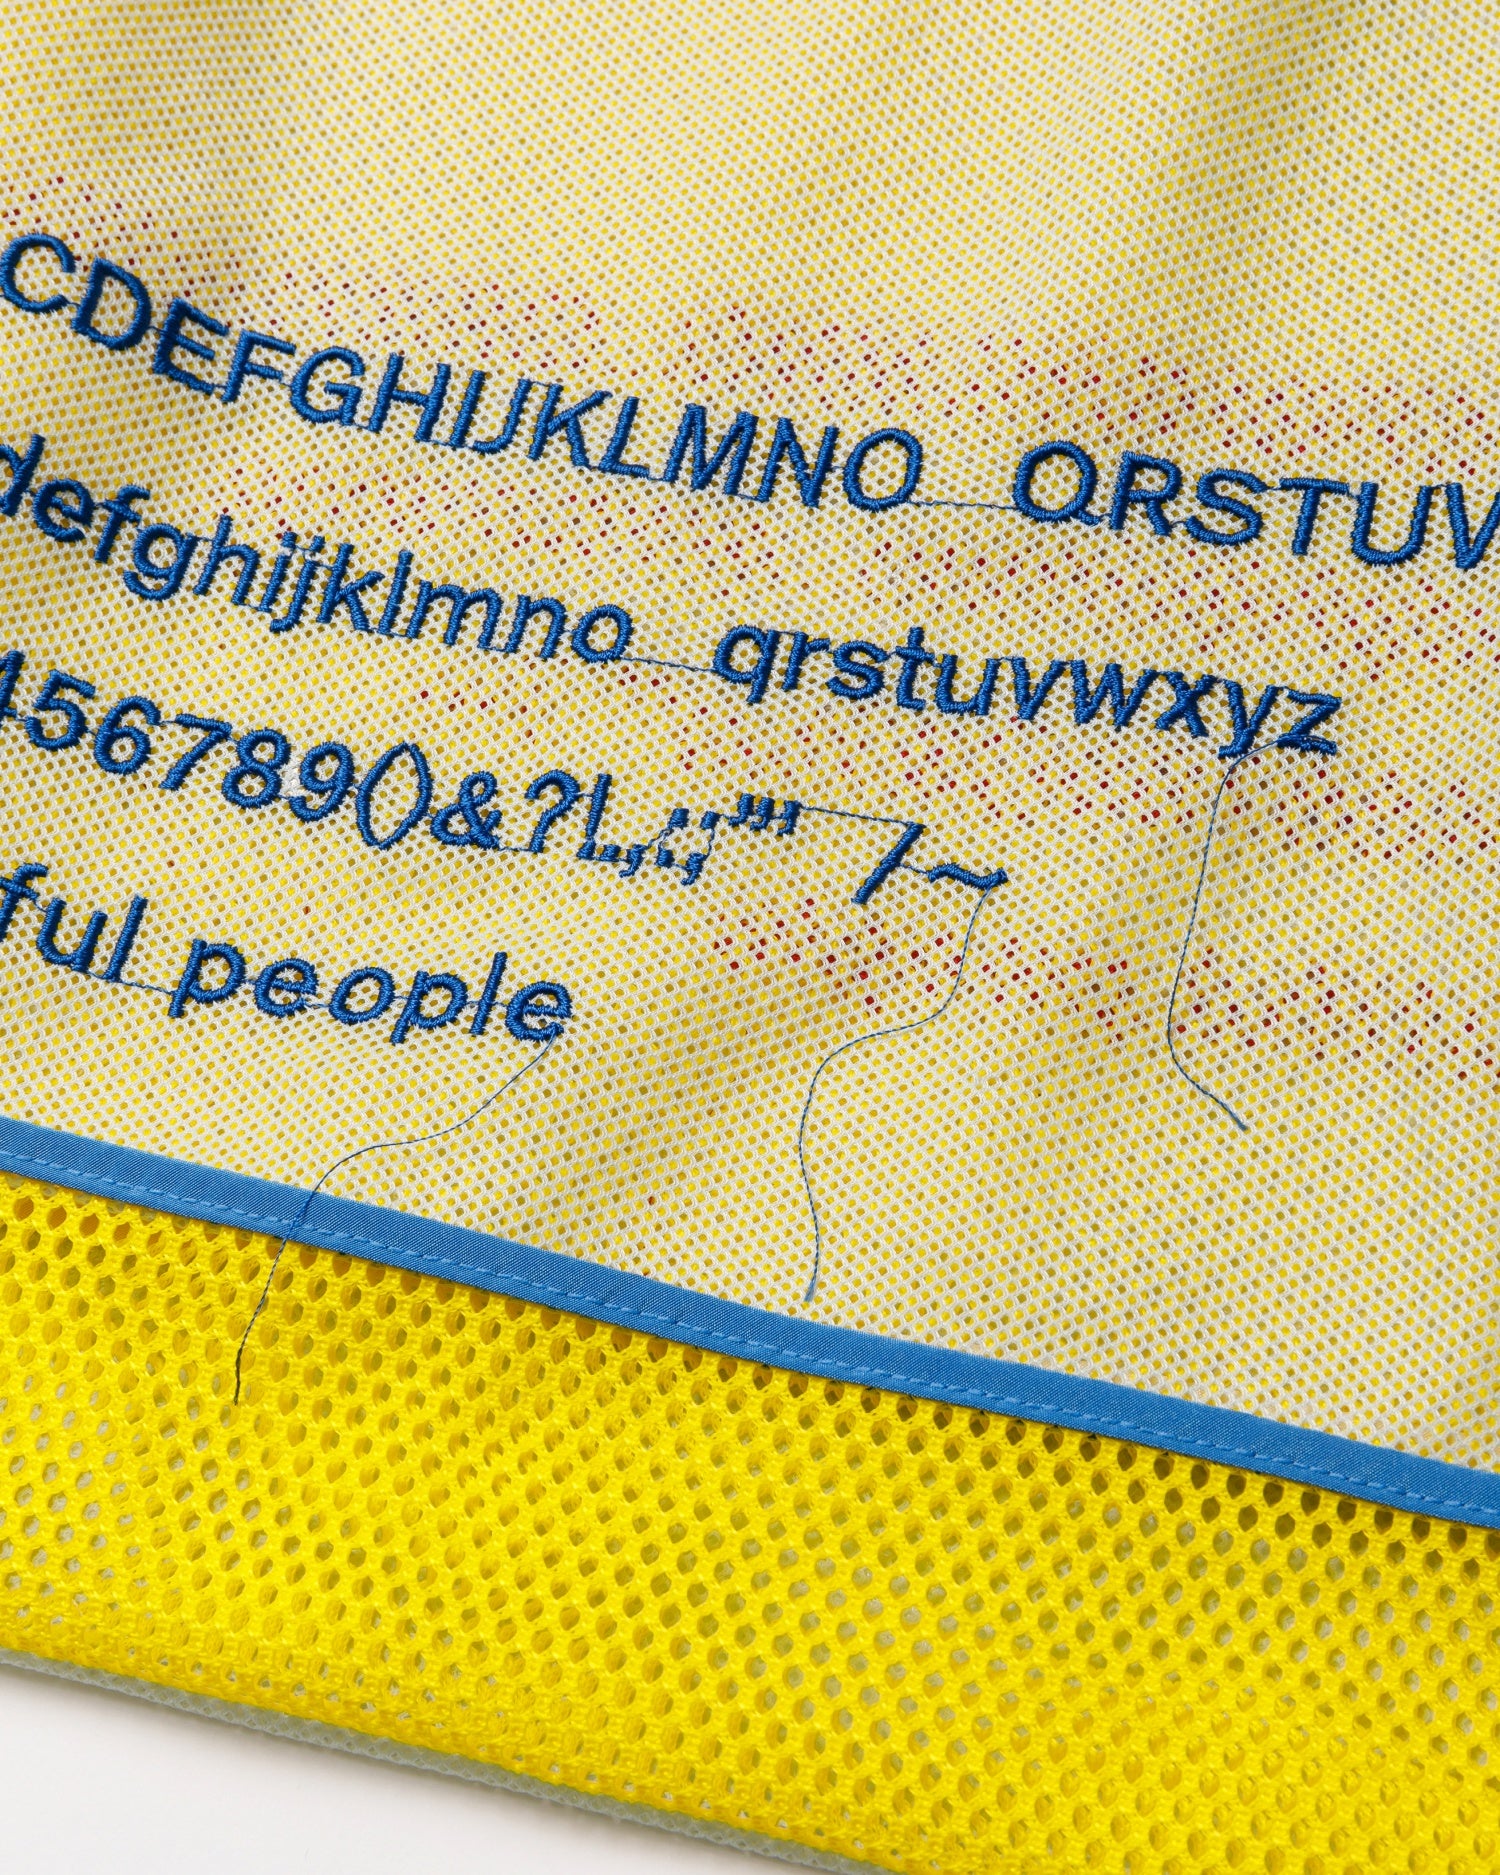 CDEFGHIJKLMNO QRSTUV
defghijklmno qrstuvwxyz
4567890&?!.,;:;"'/~
ful people